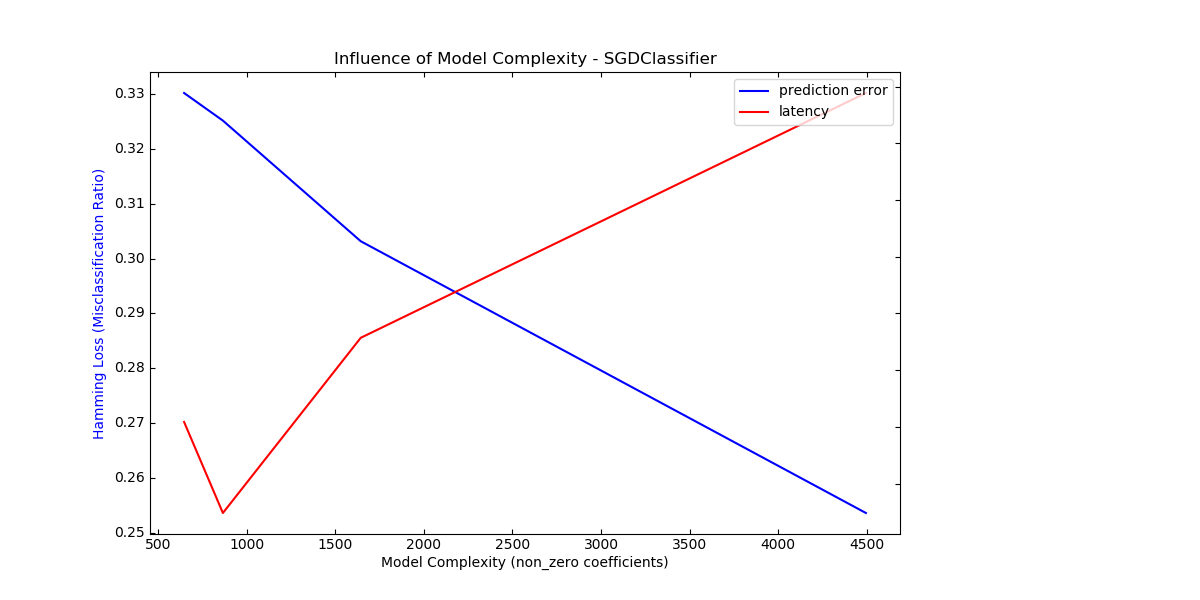 Influence of Model Complexity - SGDClassifier
prediction error
latency
0.33
0.32
0.31
0.30
0.29
0.28
0.27
0.26
0.25
Hamming Loss (Misclassification Ratio)
500 1000 1500 2000 2500 3000 3500 4000 4500
Model Complexity (non_zero coefficients)